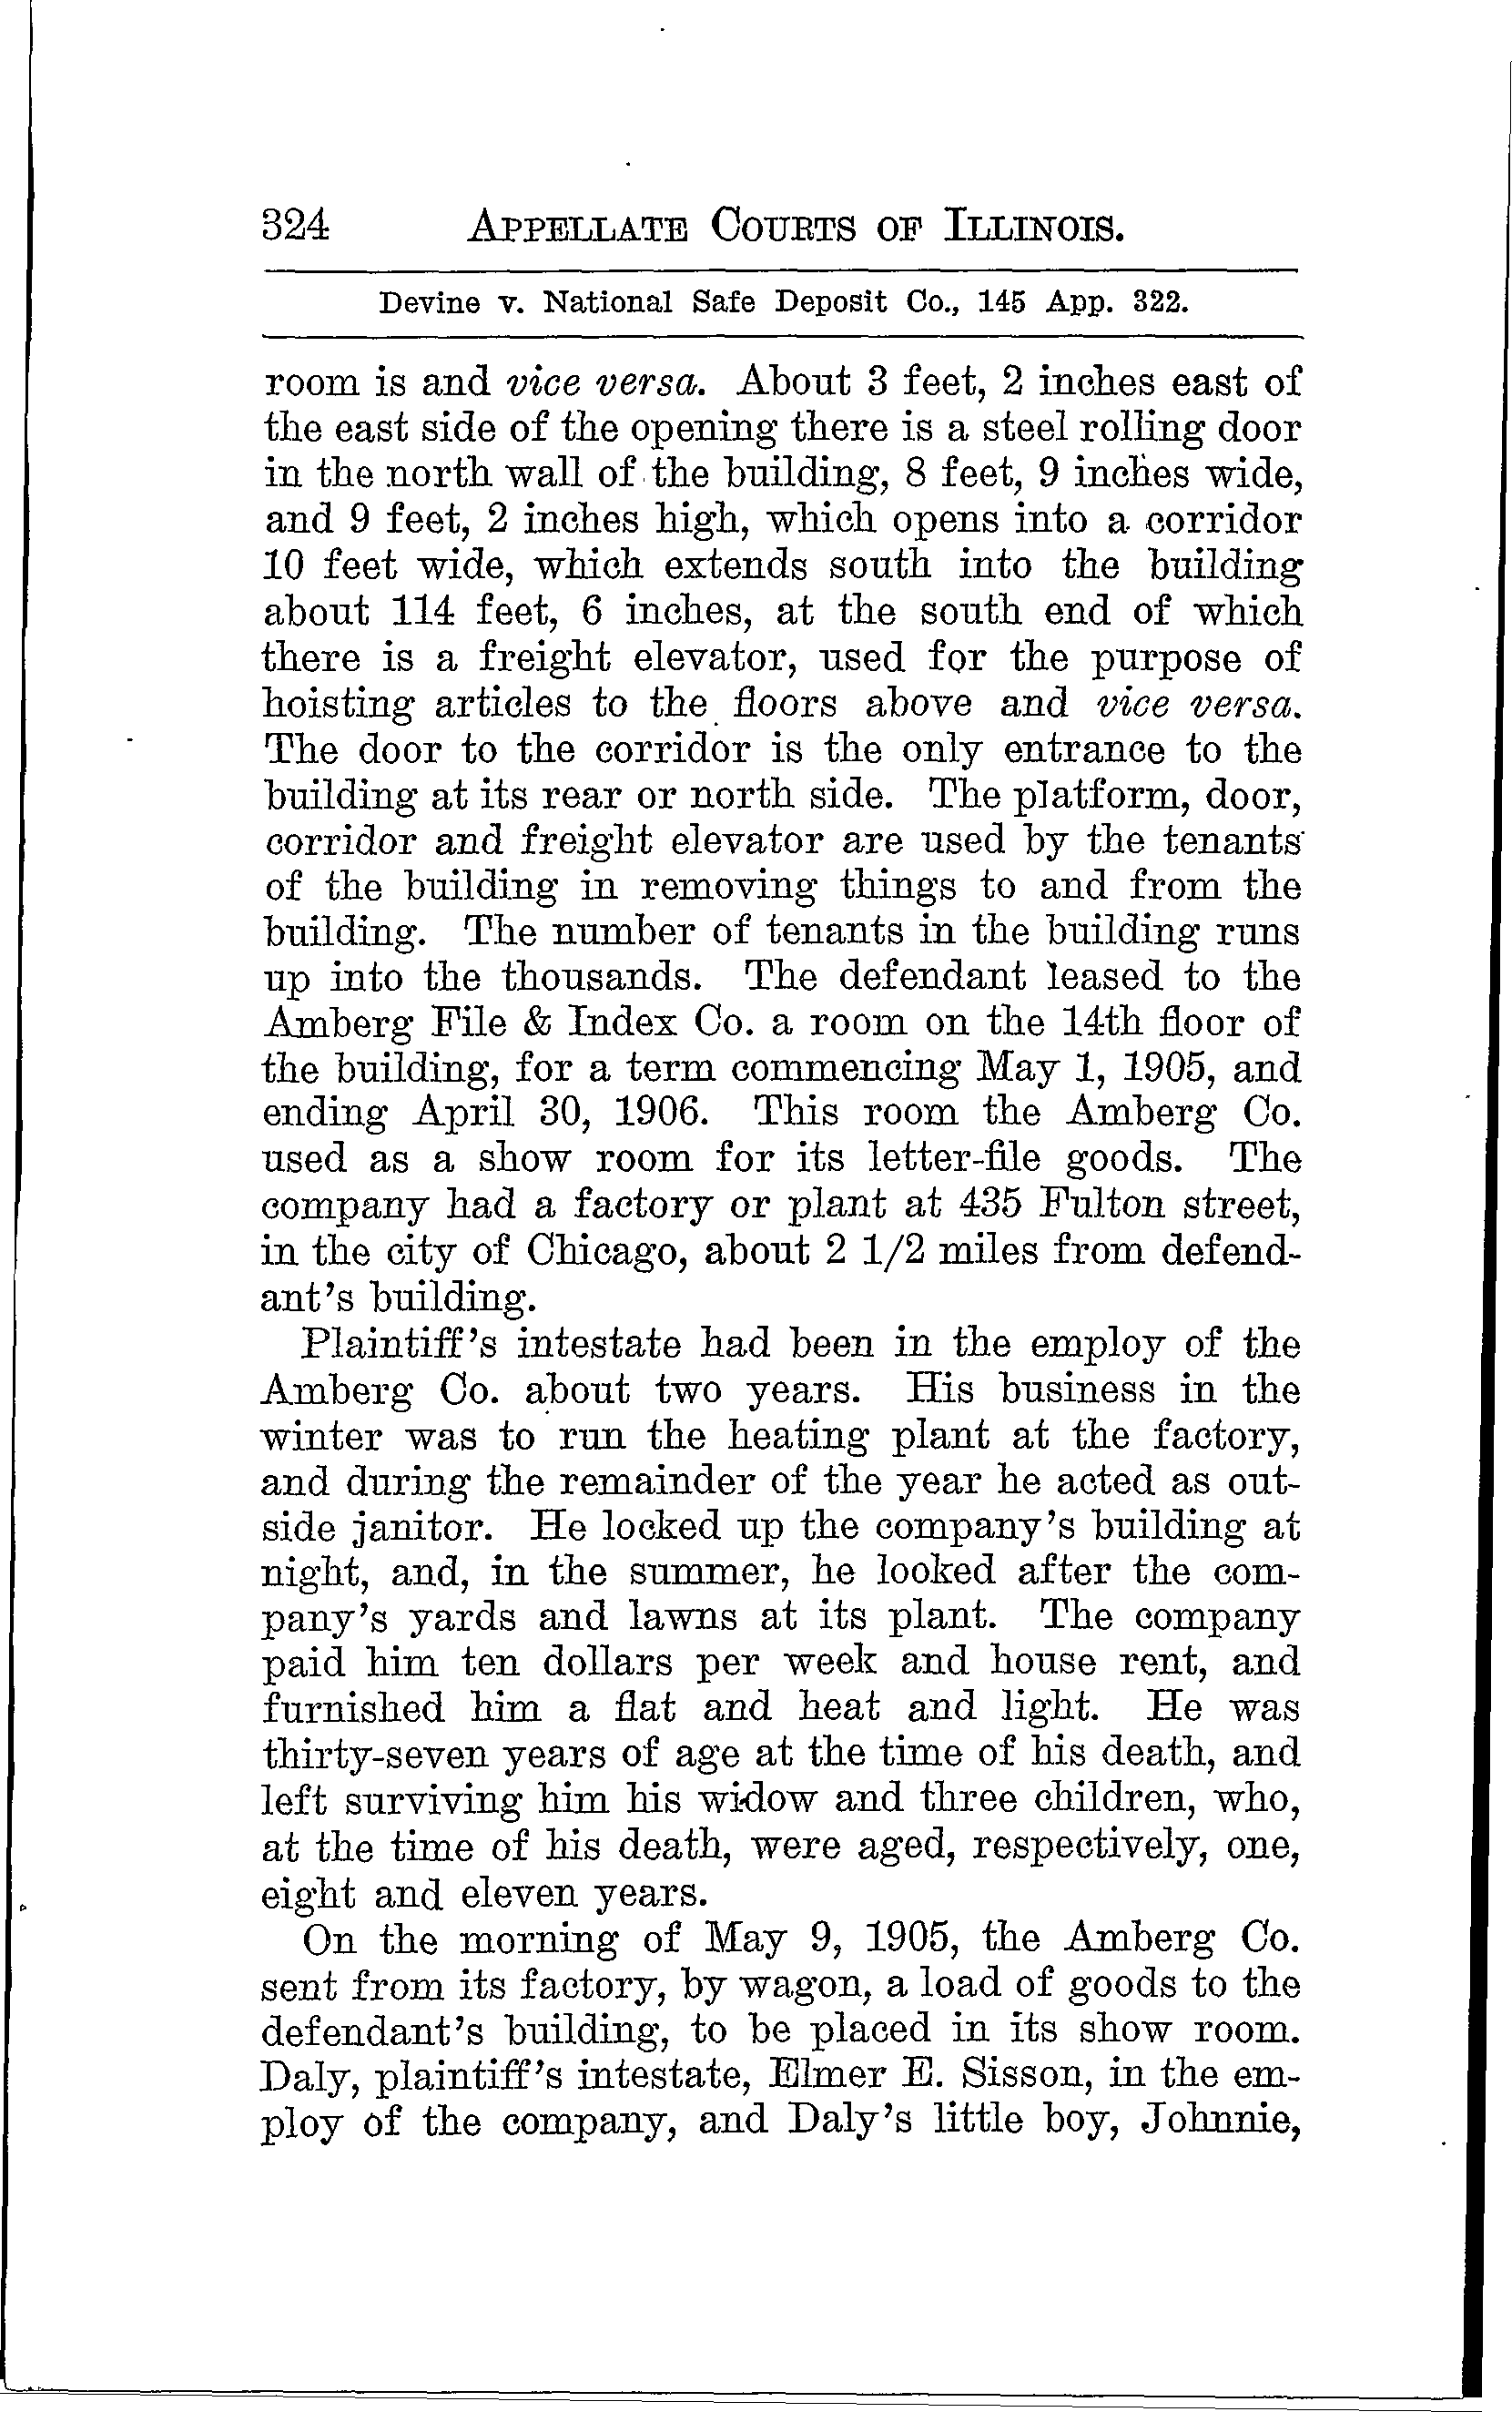 324 APPELLATE COURTS OF ILLINOIS.
Devine v. National Safe Deposit Co., 145 App. 322.
room is and vice versa. About 3 feet, 2 inches east of
the east side of the opening there is a steel rolling door
in the north wall of the building, 8 feet, 9 inches wide,
and 9 feet, 2 inches high, which opens into a corridor
10 feet wide, which extends south into the building
about 114 feet, 6 inches, at the south end of which
there is a freight elevator, used for the purpose of
hoisting articles to the floors above and vice versa.
The door to the corridor is the only entrance to the
building at its rear or north side. The platform, door,
corridor and freight elevator are used by the tenants
of the building in removing things to and from the
building. The number of tenants in the building runs
up into the thousands. The defendant leased to the
Amberg File & Index Co. a room on the 14th floor of
the building, for a term commencing May 1, 1905, and
ending April 30, 1906. This room the Amberg Co.
used as a show room for its letter-file goods. The
company had a factory or plant at 435 Fulton street,
in the city of Chicago, about 2 1/2 miles from defend-
ant's building.
Plaintiff's intestate had been in the employ of the
Amberg Co. about two years. His business in the
winter was to run the heating plant at the factory,
and during the remainder of the year he acted as out-
side janitor. He locked up the company's building at
night, and, in the summer, he looked after the com-
pany's yards and lawns at its plant. The company
paid him ten dollars per week and house rent, and
furnished him a flat and heat and light. He was
thirty-seven years of age at the time of his death, and
left surviving him his widow and three children, who,
at the time of his death, were aged, respectively, one,
eight and eleven years.
On the morning of May 9, 1905, the Amberg Co.
sent from its factory, by wagon, a load of goods to the
defendant's building, to be placed in its show room.
Daly, plaintiff's intestate, Elmer E. Sisson, in the em-
ploy of the company, and Daly's little boy, Johnnie,